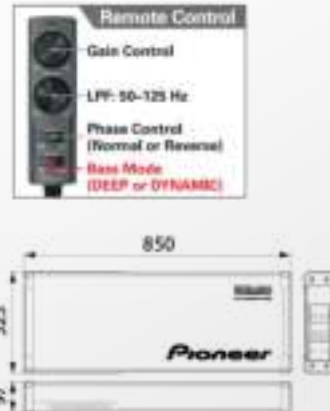 Remote Control
Gain Control
LPF: 50-125 Hz
Phase Control
(Normal or Reverse)
Bass Mode
(DEEP or DYNAMIC)
850
Pioneer